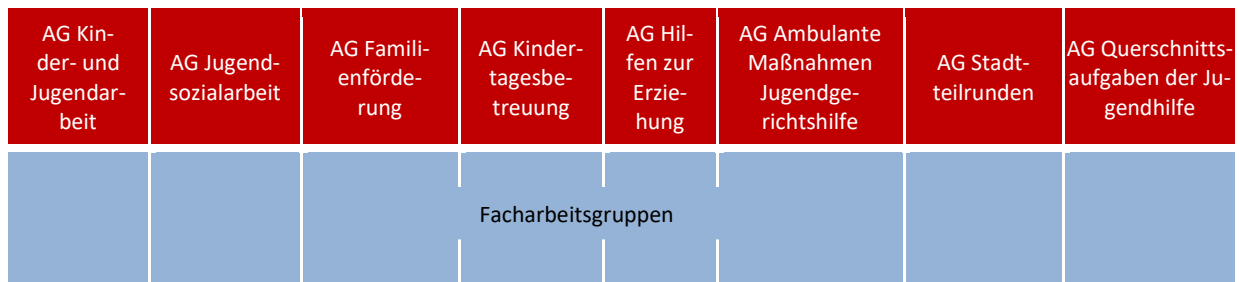 AG Kin-
der- und
Jugendar-
beit
AG Jugend-
sozialarbeit
AG Famili-
enförde-
rung
AG Kinder-
tagesbe-
treuung
AG Hil-
fen zur
Erzie-
hung
AG Ambulante
Maßnahmen
Jugendge-
richtshilfe
AG Stadt-
teilrunden
AG Querschnitts-
aufgaben der Ju-
gendhilfe
Facharbeitsgruppen